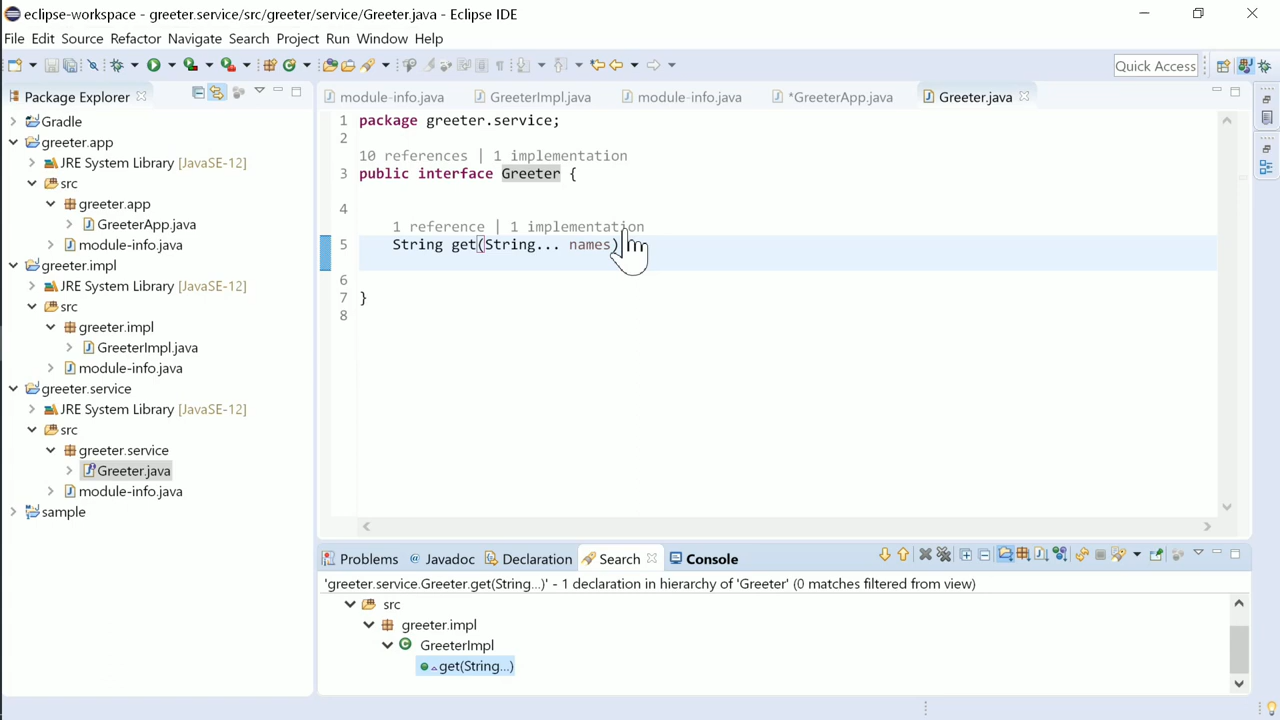 eclipse-workspace - greeter.service/src/greeter/service/Greeter.java - Eclipse IDE
File Edit Source Refactor Navigate Search Project Run Window Help
Quick Access
Package Explorer
module-info.java GreeterImpl.java module-info.java *GreeterApp.java Greeter.java
Gradle
greeter.app
JRE System Library [JavaSE-12]
src
greeter.app
GreeterApp.java
module-info.java
greeter.impl
JRE System Library [JavaSE-12]
src
greeter.impl
GreeterImpl.java
module-info.java
greeter.service
JRE System Library [JavaSE-12]
src
greeter.service
Greeter.java
module-info.java
sample
1 package greeter.service;
2
10 references | 1 implementation
3 public interface Greeter {
4
1 reference | 1 implementation
5 String get(String... names)
6
7 }
8
Problems @ Javadoc Declaration Search Console
'greeter.service.Greeter.get(String...)' - 1 declaration in hierarchy of 'Greeter' (0 matches filtered from view)
src
greeter.impl
GreeterImpl
get(String...)